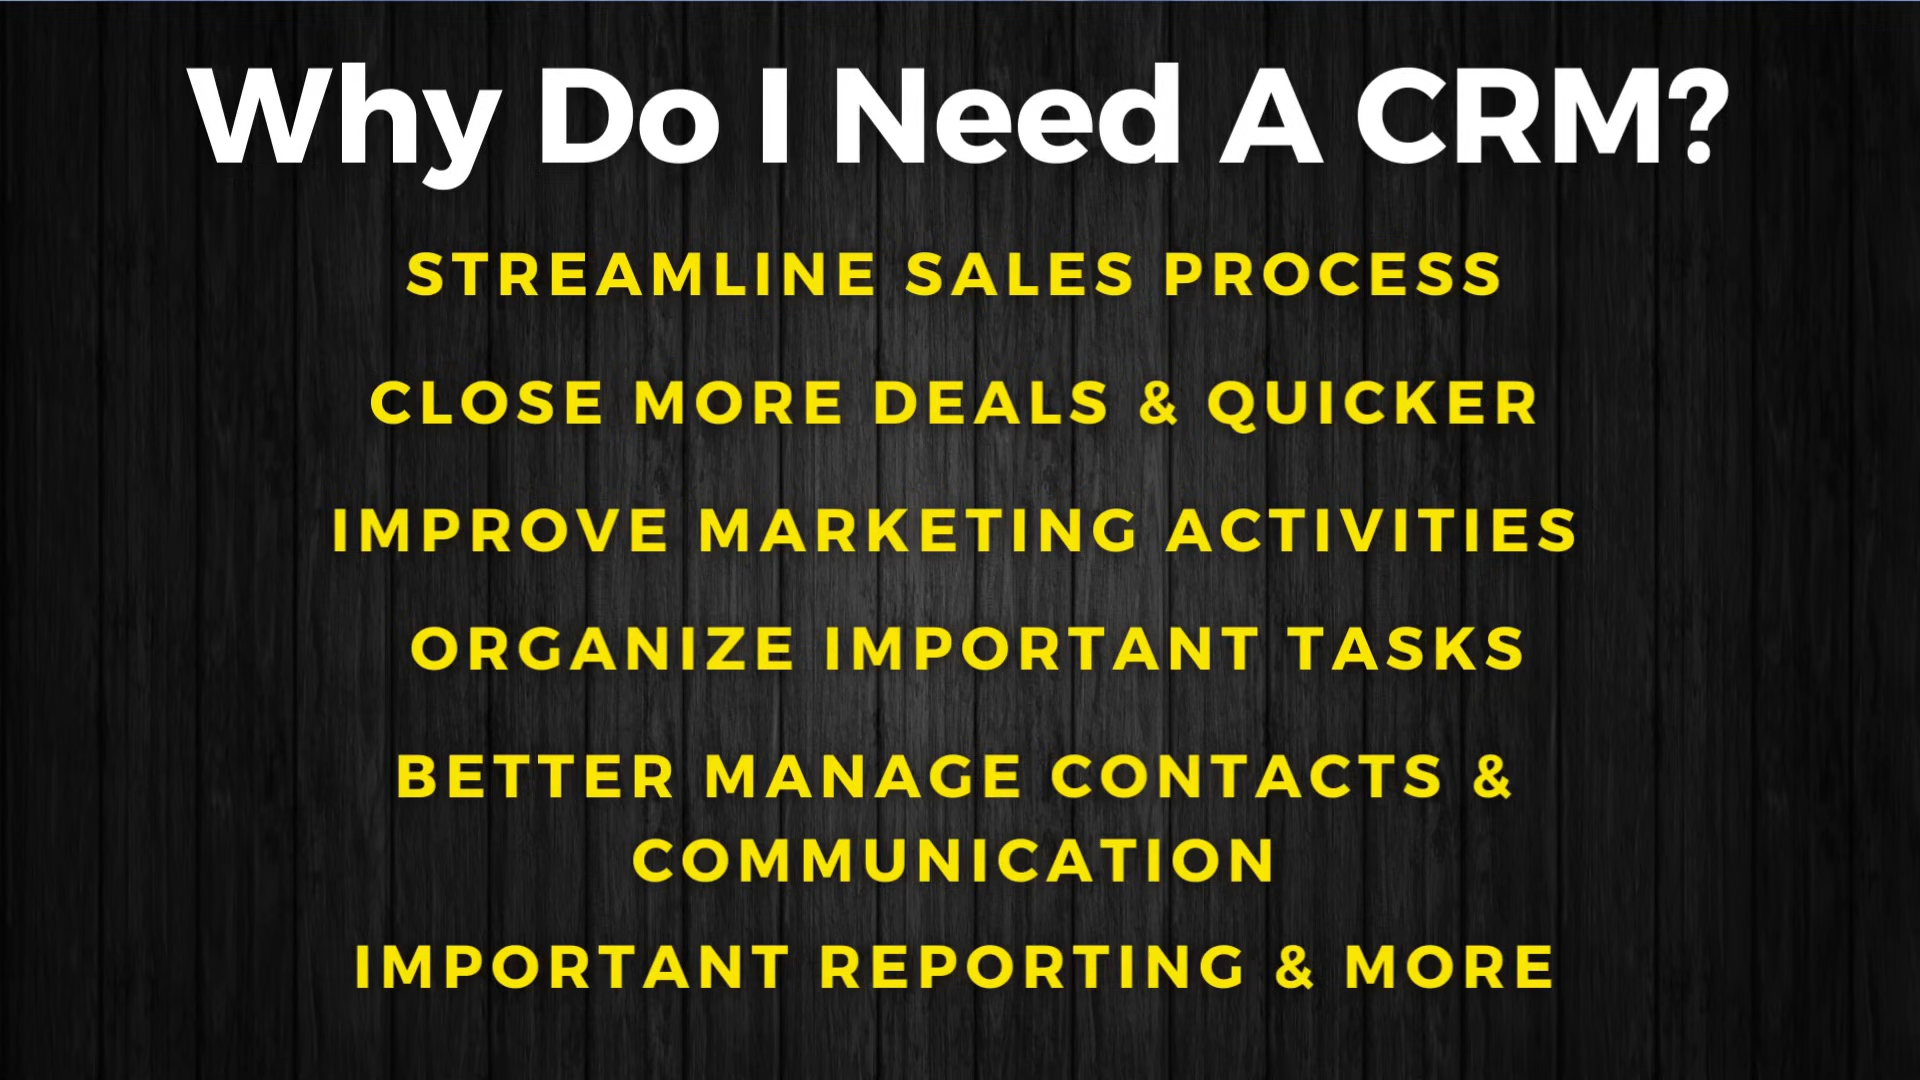 Why Do I Need A CRM?
STREAMLINE SALES PROCESS
CLOSE MORE DEALS & QUICKER
IMPROVE MARKETING ACTIVITIES
ORGANIZE IMPORTANT TASKS
BETTER MANAGE CONTACTS &
COMMUNICATION
IMPORTANT REPORTING & MORE